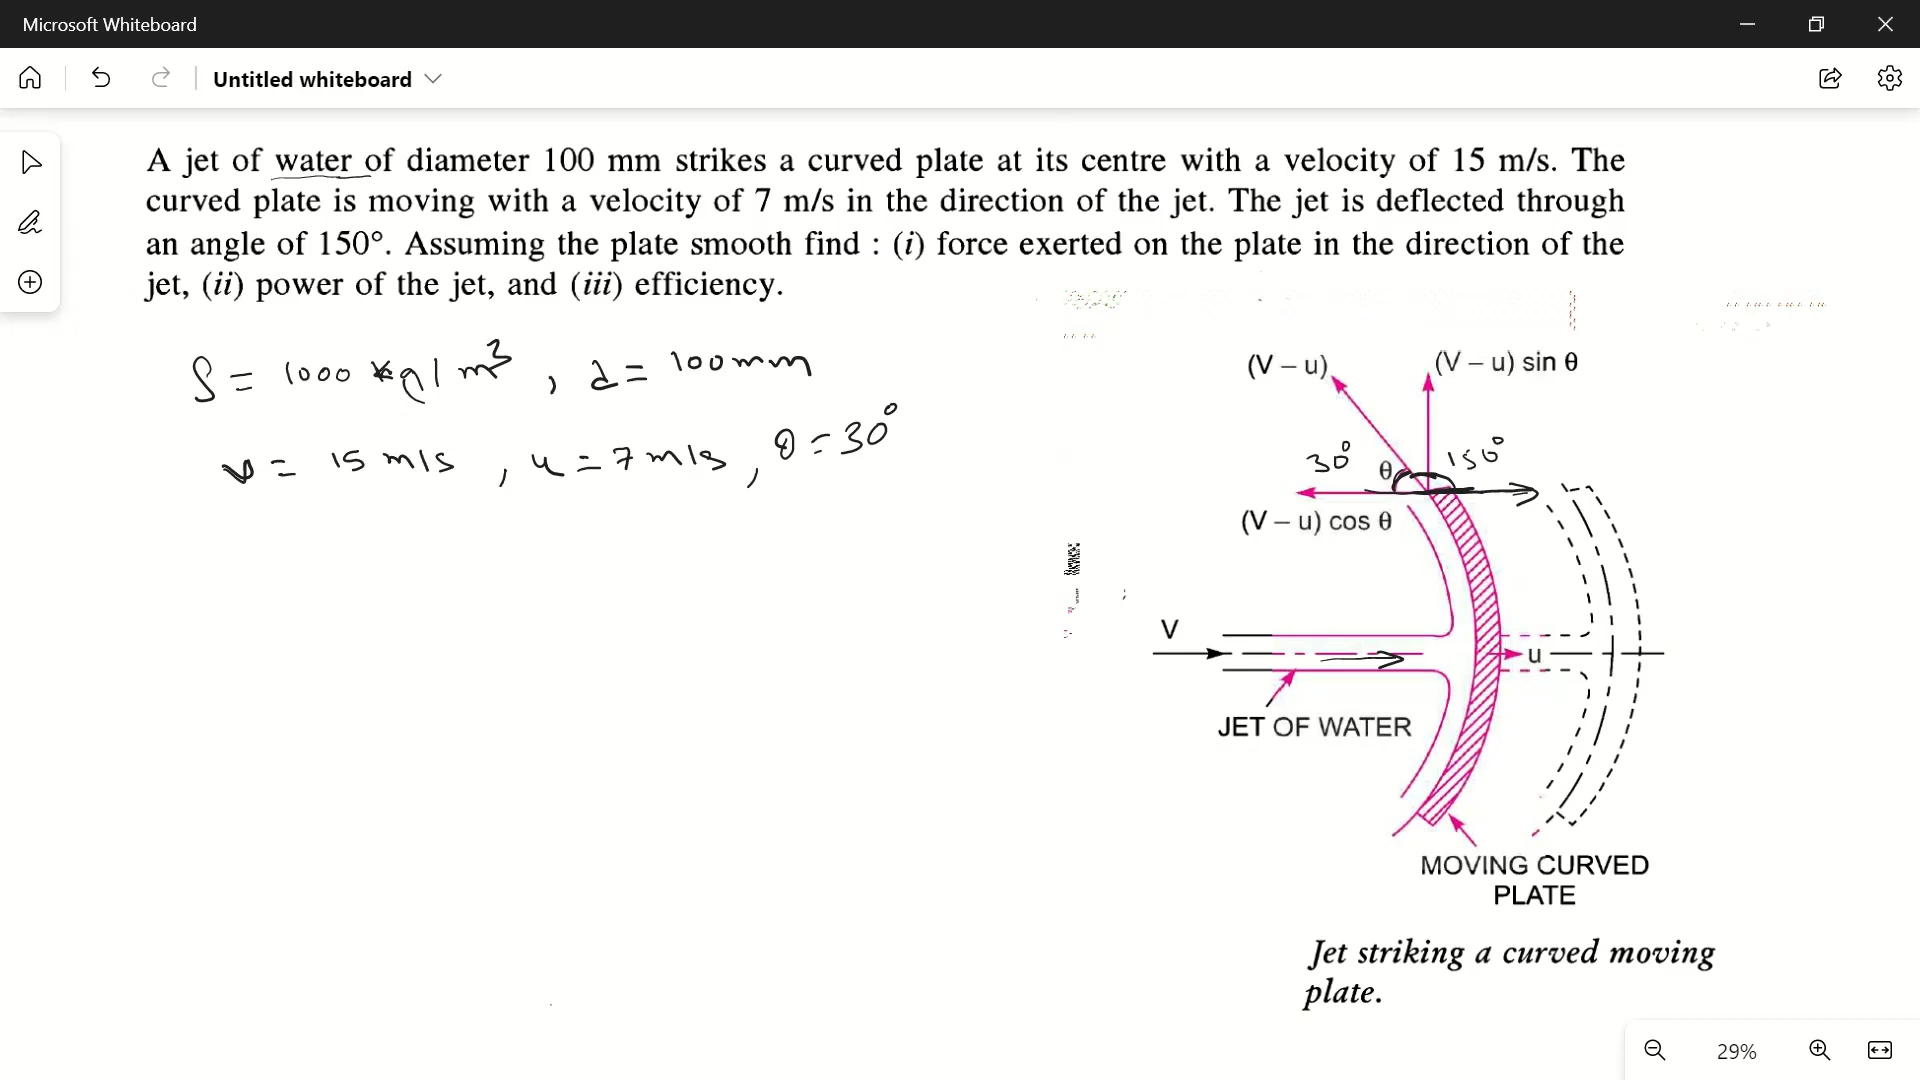 Microsoft Whiteboard
Untitled whiteboard
A jet of water of diameter 100 mm strikes a curved plate at its centre with a velocity of 15 m/s. The
curved plate is moving with a velocity of 7 m/s in the direction of the jet. The jet is deflected through
an angle of 150°. Assuming the plate smooth find : (i) force exerted on the plate in the direction of the
jet, (ii) power of the jet, and (iii) efficiency.
ρ = 1000 kg/m³, d = 100 mm
v = 15 m/s, u = 7 m/s, θ = 30°
(V – u)
(V – u) sin θ
30° θ 150°
(V – u) cos θ
V
u
JET OF WATER
MOVING CURVED
PLATE
Jet striking a curved moving
plate.
29%